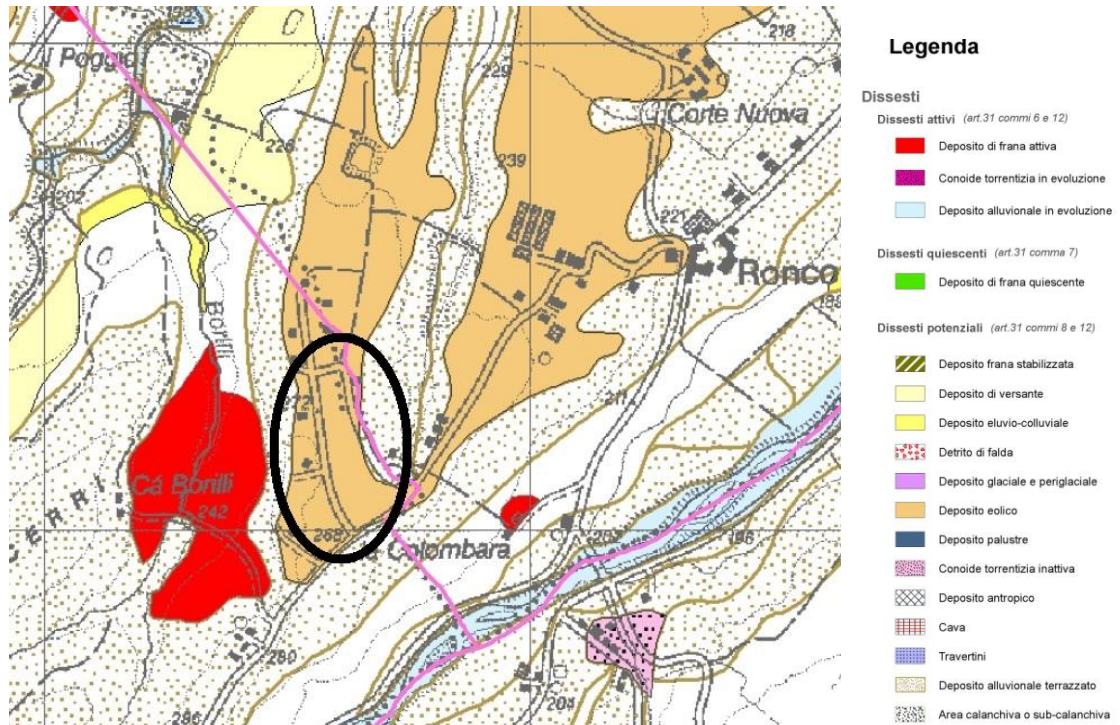 218
Il Poggio
229
Corte Nuova
226
239
202
221
Ronco
Bonilli
211
Cà Bonilli
242
268
Colombara
196
280
204
286
Legenda
Dissesti
Dissesti attivi (art.31 commi 6 e 12)
Deposito di frana attiva
Conoide torrentizia in evoluzione
Deposito alluvionale in evoluzione
Dissesti quiescenti (art.31 comma 7)
Deposito di frana quiescente
Dissesti potenziali (art.31 commi 8 e 12)
Deposito frana stabilizzata
Deposito di versante
Deposito eluvio-colluviale
Detrito di falda
Deposito glaciale e periglaciale
Deposito eolico
Deposito palustre
Conoide torrentizia inattiva
Deposito antropico
Cava
Travertini
Deposito alluvionale terrazzato
Area calanchiva o sub-calanchiva